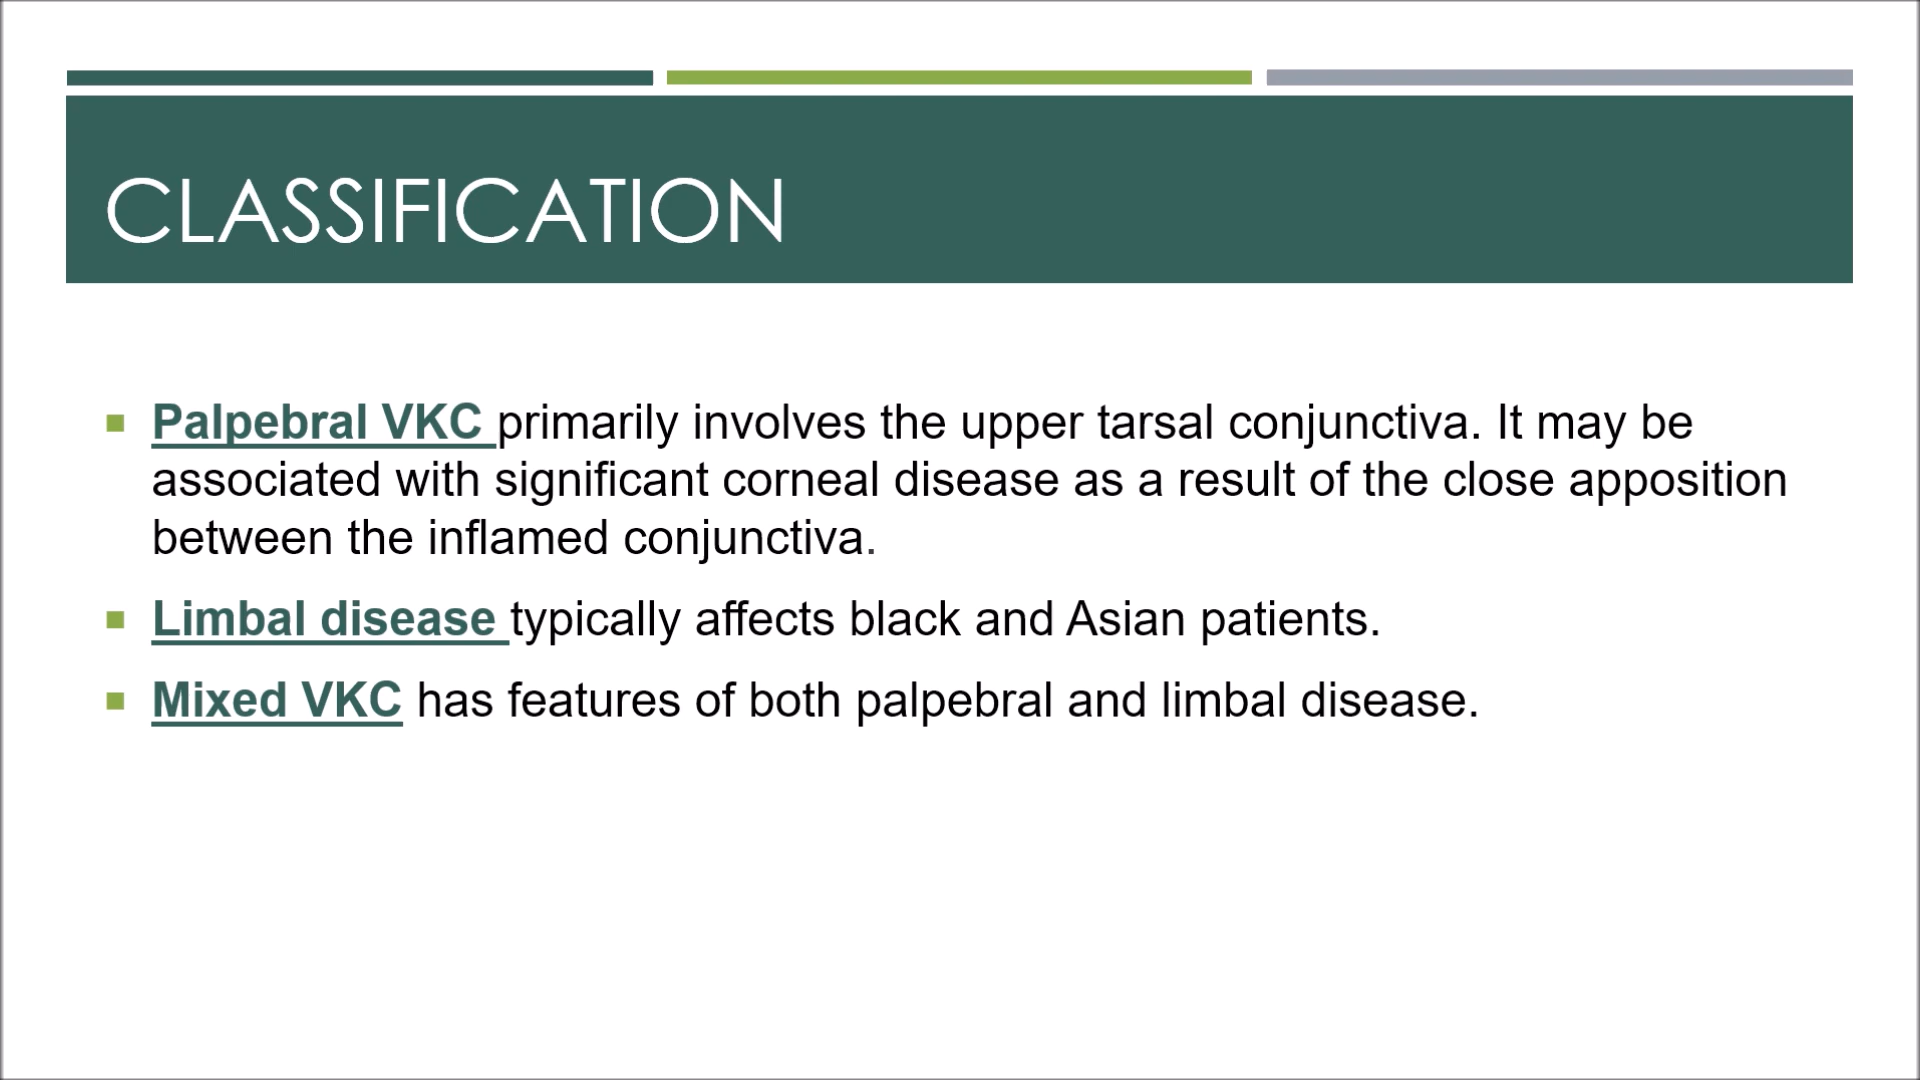 CLASSIFICATION
Palpebral VKC primarily involves the upper tarsal conjunctiva. It may be
associated with significant corneal disease as a result of the close apposition
between the inflamed conjunctiva.
Limbal disease typically affects black and Asian patients.
Mixed VKC has features of both palpebral and limbal disease.